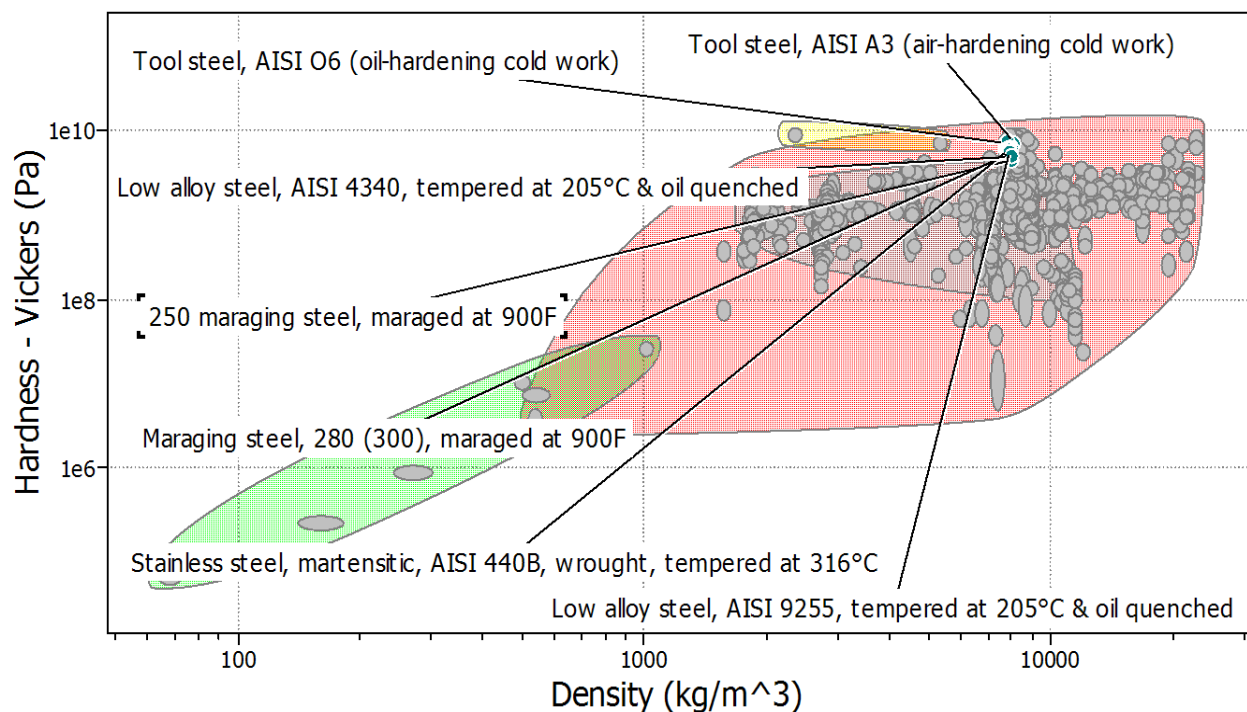 Tool steel, AISI O6 (oil-hardening cold work)
Tool steel, AISI A3 (air-hardening cold work)
1e10
Low alloy steel, AISI 4340, tempered at 205°C & oil quenched
Hardness - Vickers (Pa)
1e8
250 maraging steel, maraged at 900F
Maraging steel, 280 (300), maraged at 900F
1e6
Stainless steel, martensitic, AISI 440B, wrought, tempered at 316°C
Low alloy steel, AISI 9255, tempered at 205°C & oil quenched
100
1000
10000
Density (kg/m^3)